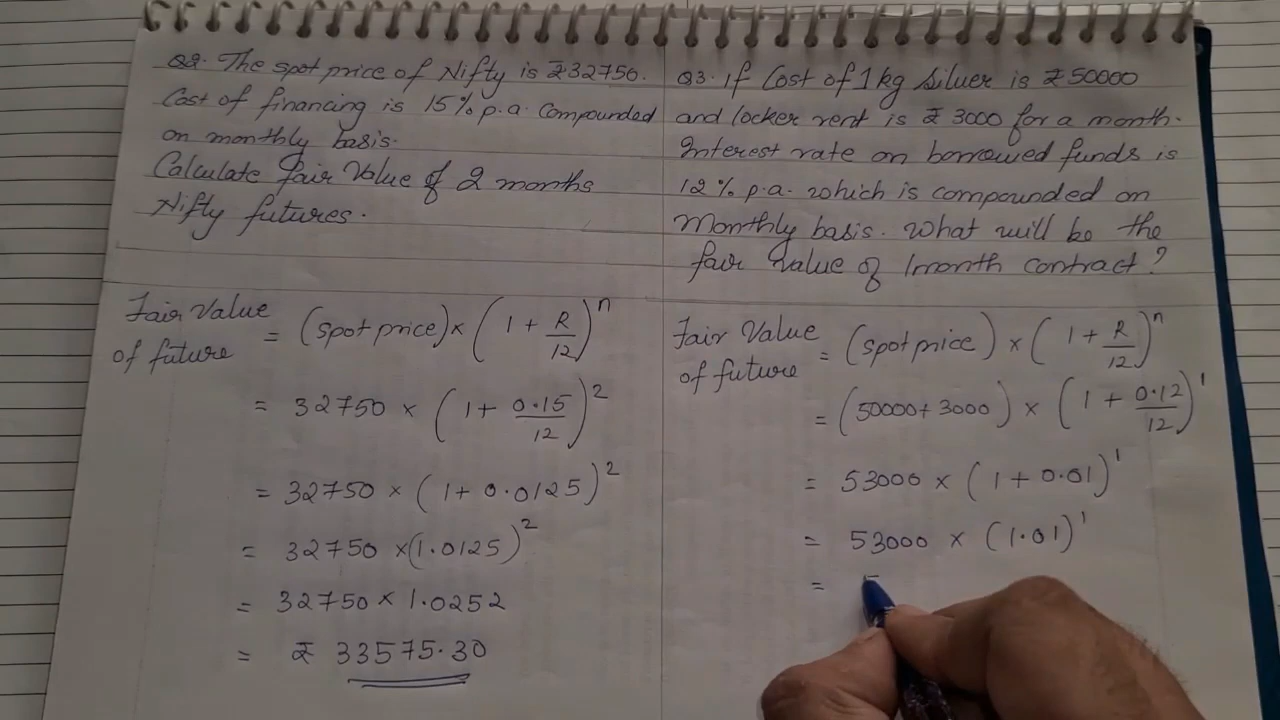 Q2. The spot price of Nifty is ₹32750.
Cost of financing is 15% p.a. compounded
on monthly basis.
Calculate Fair Value of 2 months
Nifty futures.
Fair Value
of future = (spot price) × (1 + R/12)^n
= 32750 × (1 + 0.15/12)^2
= 32750 × (1 + 0.0125)^2
= 32750 × (1.0125)^2
= 32750 × 1.0252
= ₹ 33575.30
Q3. If Cost of 1 kg Silver is ₹50000
and locker rent is ₹ 3000 for a month.
Interest rate on borrowed funds is
12% p.a. which is compounded on
Monthly basis. What will be the
fair value of 1 month contract?
Fair Value
of future = (spot price) × (1 + R/12)^n
= (50000 + 3000) × (1 + 0.12/12)^1
= 53000 × (1 + 0.01)^1
= 53000 × (1.01)^1
=